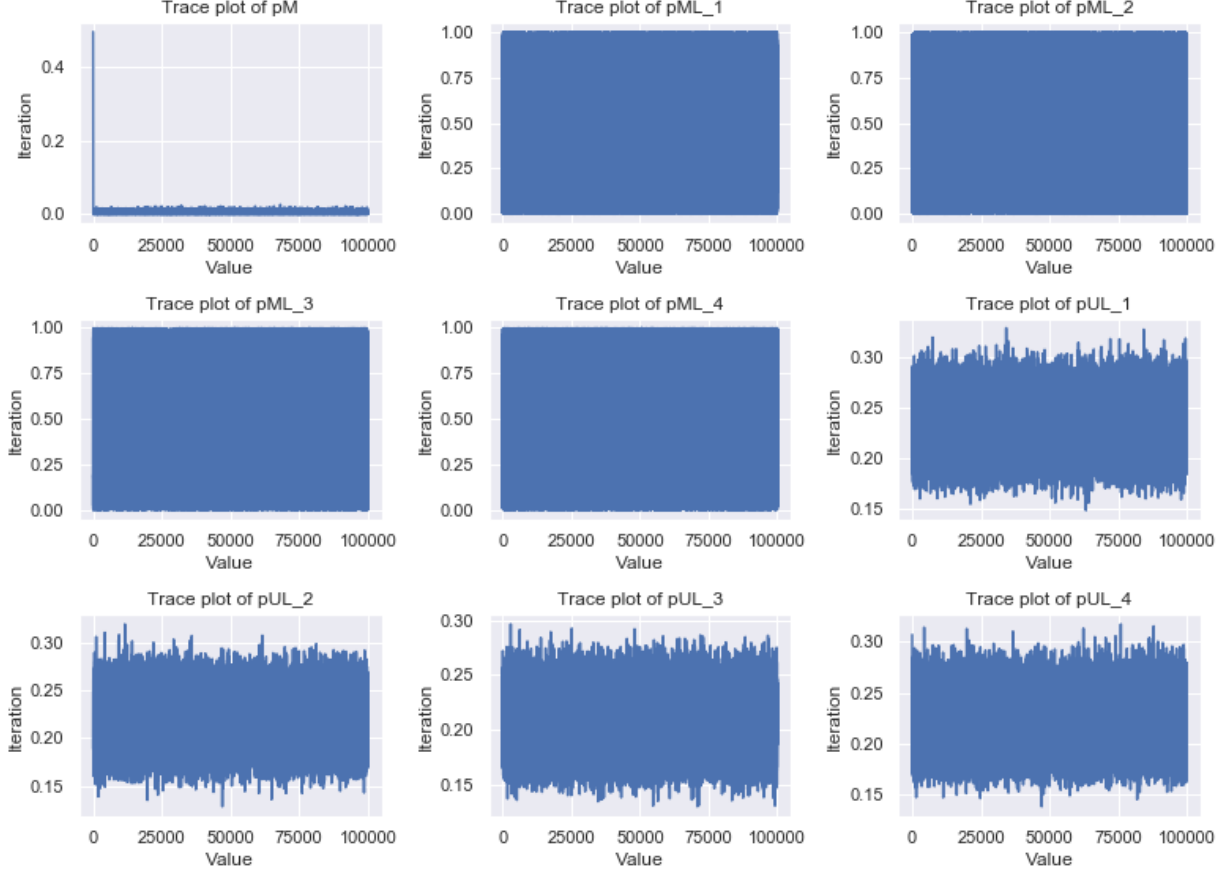 Trace plot of pM
Trace plot of pML_1
Trace plot of pML_2
0.4
0.2
0.0
Iteration
0 25000 50000 75000 100000
Value
1.00
0.75
0.50
0.25
0.00
Iteration
0 25000 50000 75000 100000
Value
1.00
0.75
0.50
0.25
0.00
Iteration
0 25000 50000 75000 100000
Value
Trace plot of pML_3
Trace plot of pML_4
Trace plot of pUL_1
1.00
0.75
0.50
0.25
0.00
Iteration
0 25000 50000 75000 100000
Value
1.00
0.75
0.50
0.25
0.00
Iteration
0 25000 50000 75000 100000
Value
0.30
0.25
0.20
0.15
Iteration
0 25000 50000 75000 100000
Value
Trace plot of pUL_2
Trace plot of pUL_3
Trace plot of pUL_4
0.30
0.25
0.20
0.15
Iteration
0 25000 50000 75000 100000
Value
0.30
0.25
0.20
0.15
Iteration
0 25000 50000 75000 100000
Value
0.30
0.25
0.20
0.15
Iteration
0 25000 50000 75000 100000
Value